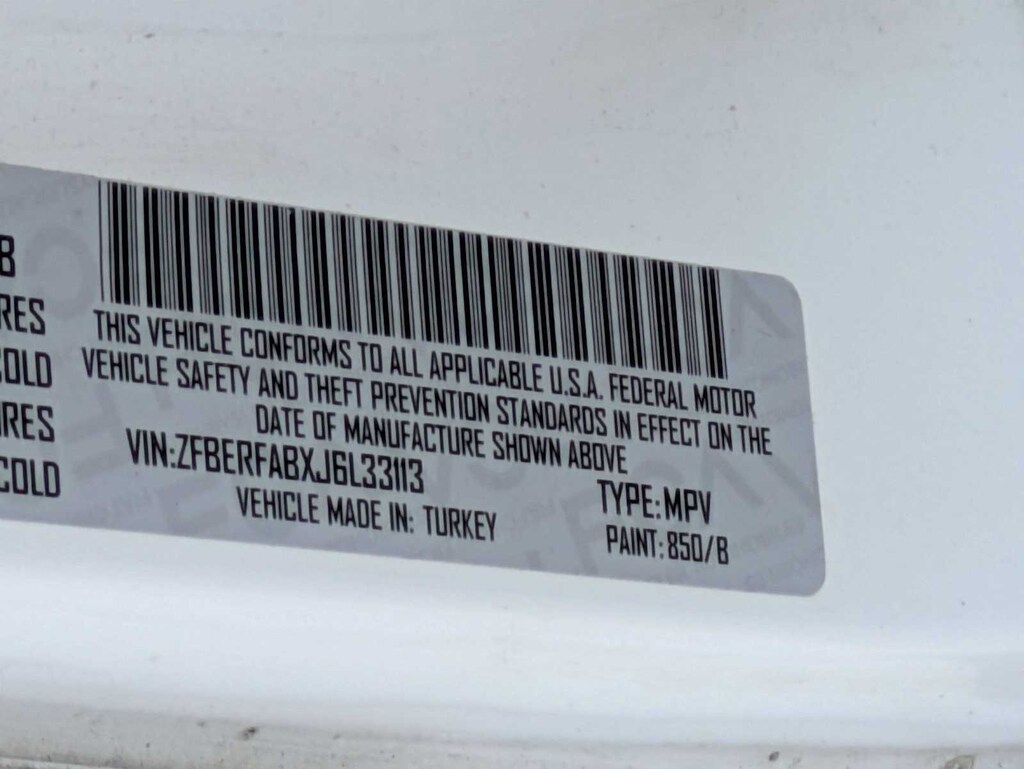 B
RES
COLD
RES
COLD
THIS VEHICLE CONFORMS TO ALL APPLICABLE U.S.A. FEDERAL MOTOR
VEHICLE SAFETY AND THEFT PREVENTION STANDARDS IN EFFECT ON THE
DATE OF MANUFACTURE SHOWN ABOVE
VIN:ZFBERFABXJ6L33113
TYPE:MPV
VEHICLE MADE IN: TURKEY
PAINT:850/B